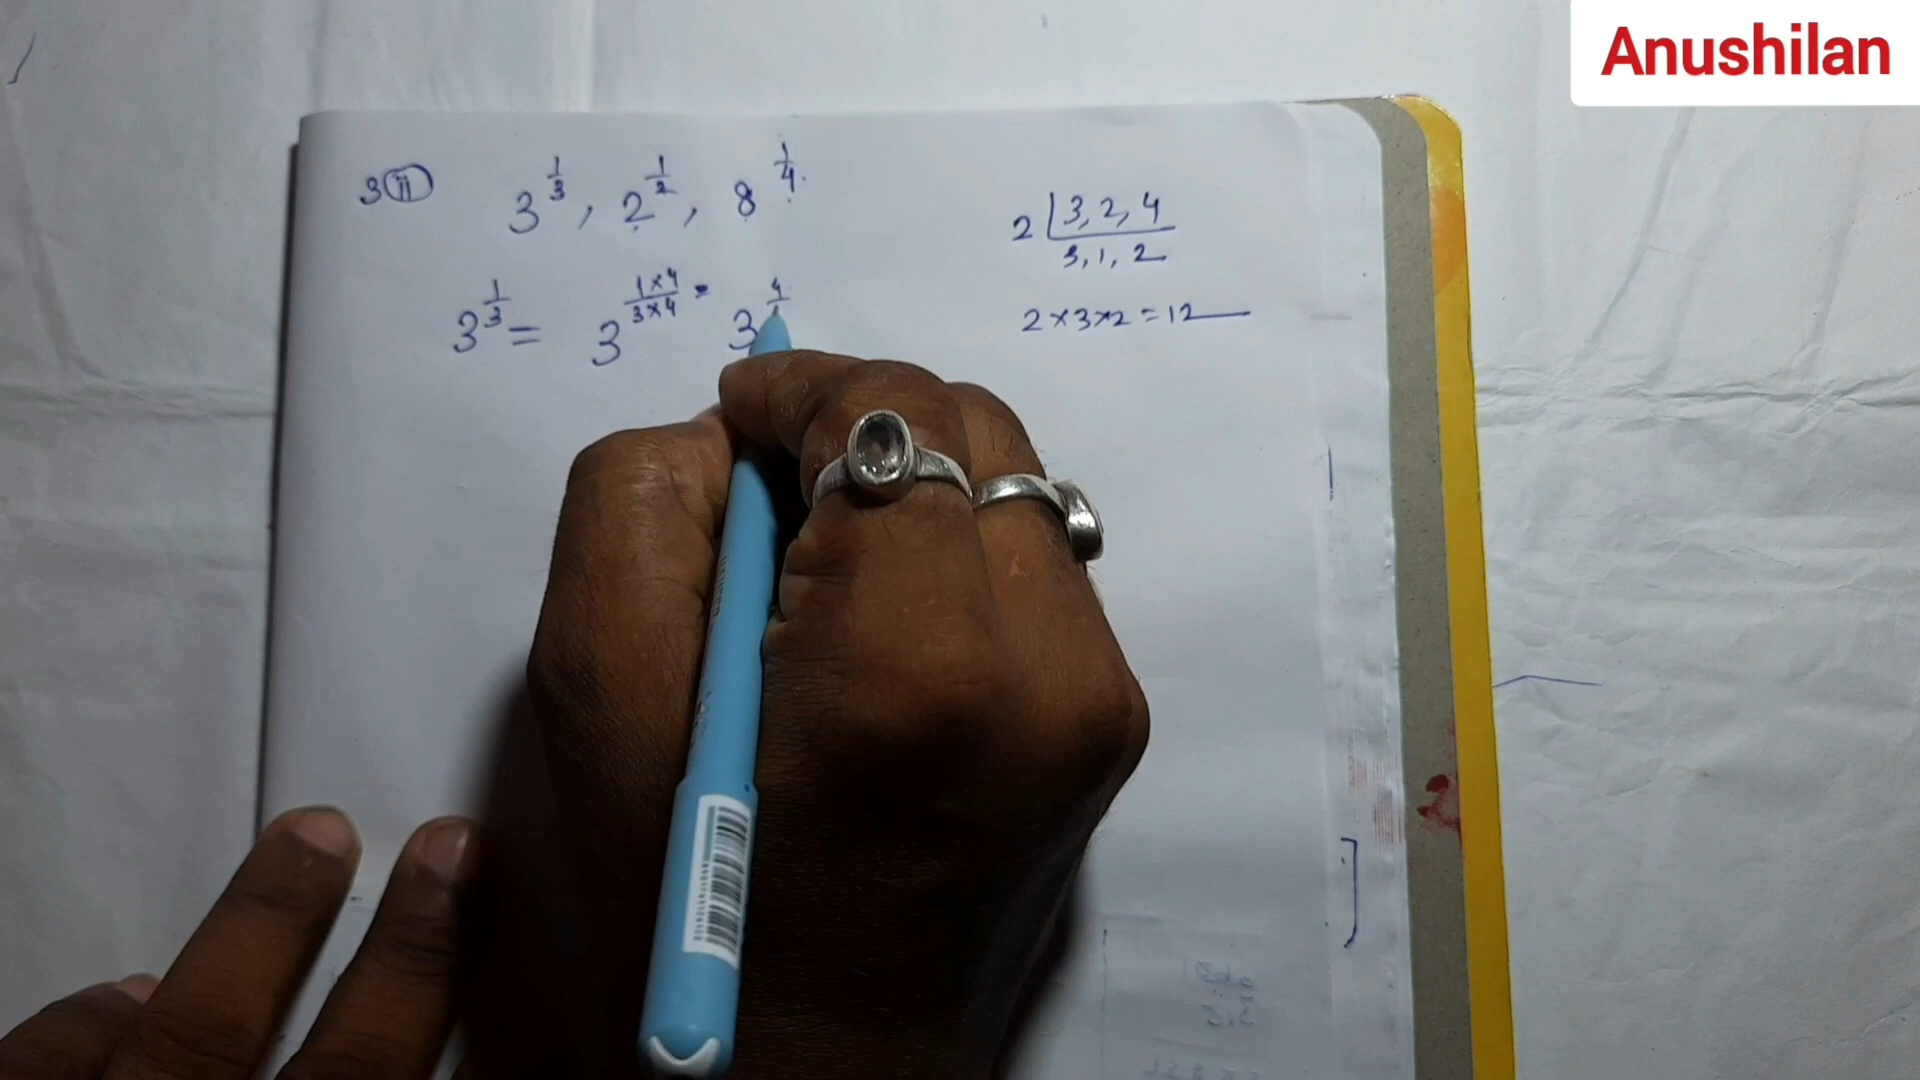 Anushilan
3 ii 3^{1/3}, 2^{1/2}, 8^{1/4}
2 | 3, 2, 4
3, 1, 2
3^{1/3} = 3^{1×4/3×4} = 3^{4/
2×3×2=12